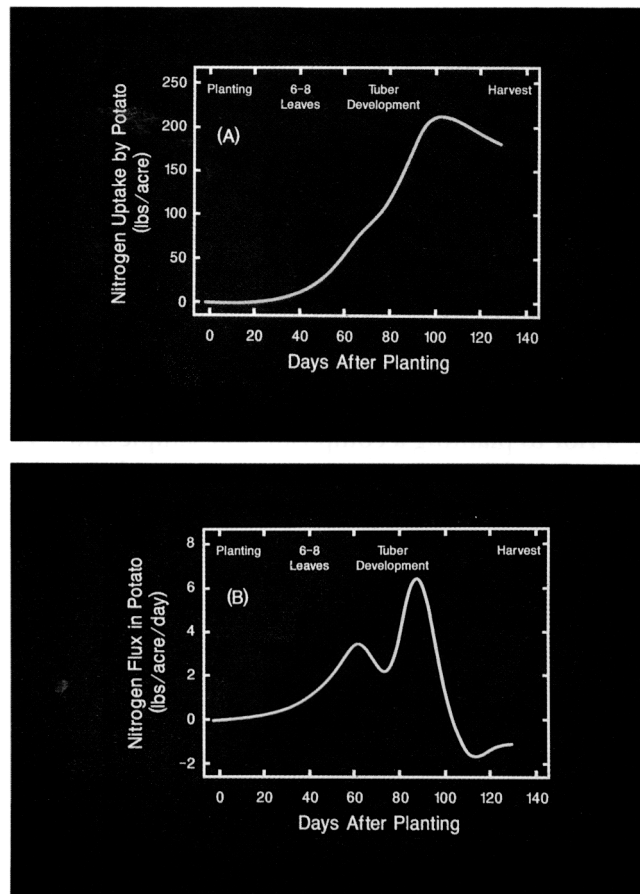 Nitrogen Uptake by Potato
(lbs/acre)
250
200
150
100
50
0
Planting
6-8
Leaves
Tuber
Development
Harvest
(A)
0 20 40 60 80 100 120 140
Days After Planting
Nitrogen Flux in Potato
(lbs/acre/day)
8
6
4
2
0
-2
Planting
6-8
Leaves
Tuber
Development
Harvest
(B)
0 20 40 60 80 100 120 140
Days After Planting